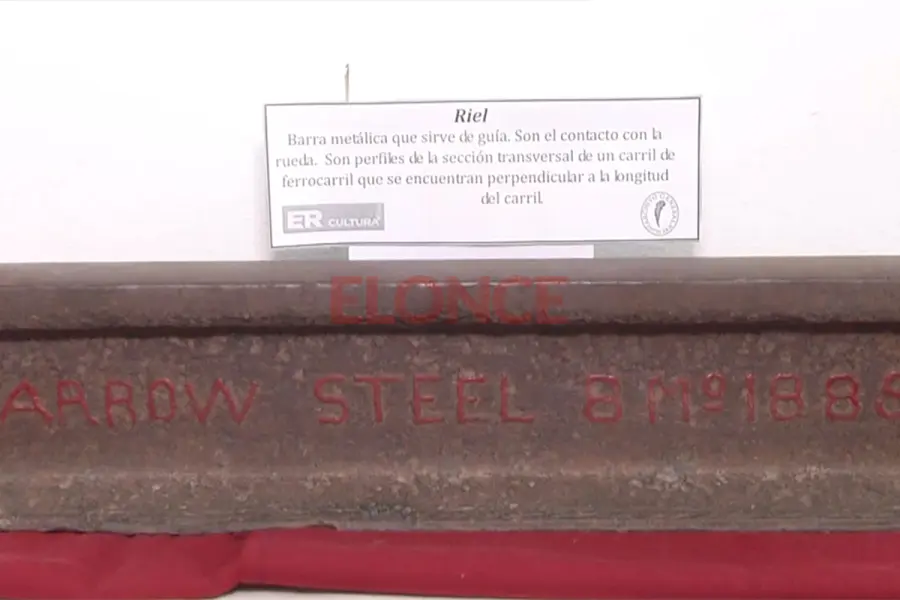 Riel
Barra metálica que sirve de guía. Son el contacto con la
rueda. Son perfiles de la sección transversal de un carril de
ferrocarril que se encuentran perpendicular a la longitud
del carril.
ER CULTURA
ELONCE
ARROW STEEL 8 Mº 188